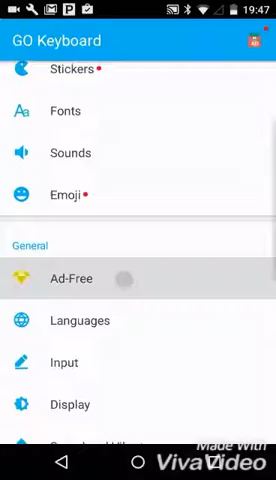 19:47
GO Keyboard
Stickers
Fonts
Sounds
Emoji
General
Ad-Free
Languages
Input
Display
Made With
VivaVideo